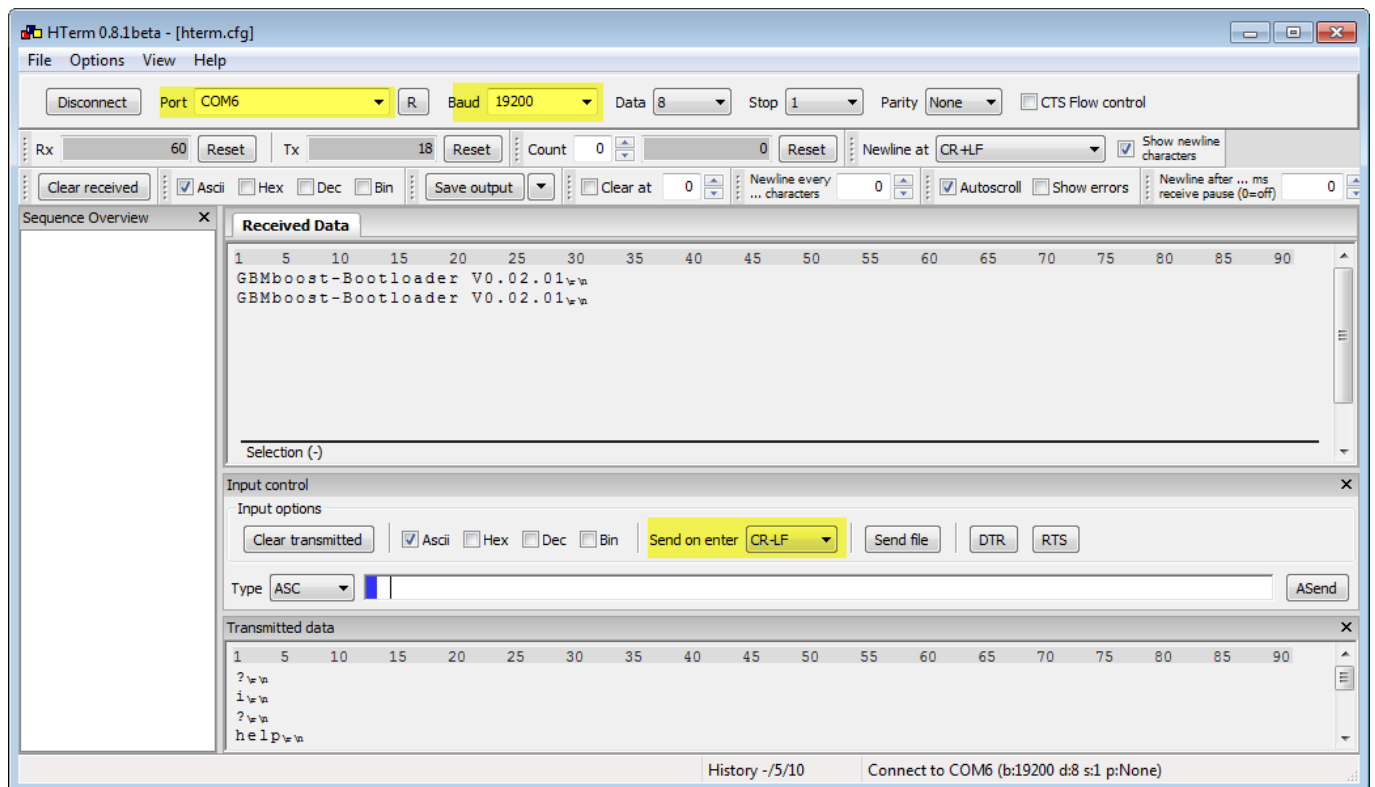 HTerm 0.8.1beta - [hterm.cfg]
File Options View Help
Disconnect Port COM6 R Baud 19200 Data 8 Stop 1 Parity None CTS Flow control
Rx 60 Reset Tx 18 Reset Count 0 0 Reset Newline at CR+LF Show newline characters
Clear received Ascii Hex Dec Bin Save output Clear at 0 Newline every ... characters 0 Autoscroll Show errors Newline after ... ms receive pause (0=off) 0
Sequence Overview
Received Data
1 5 10 15 20 25 30 35 40 45 50 55 60 65 70 75 80 85 90
GBMboost-Bootloader V0.02.01\r\n
GBMboost-Bootloader V0.02.01\r\n
Selection (-)
Input control
Input options
Clear transmitted Ascii Hex Dec Bin Send on enter CR-LF Send file DTR RTS
Type ASC ASend
Transmitted data
1 5 10 15 20 25 30 35 40 45 50 55 60 65 70 75 80 85 90
?\r\n
i\r\n
?\r\n
help\r\n
History -/5/10 Connect to COM6 (b:19200 d:8 s:1 p:None)